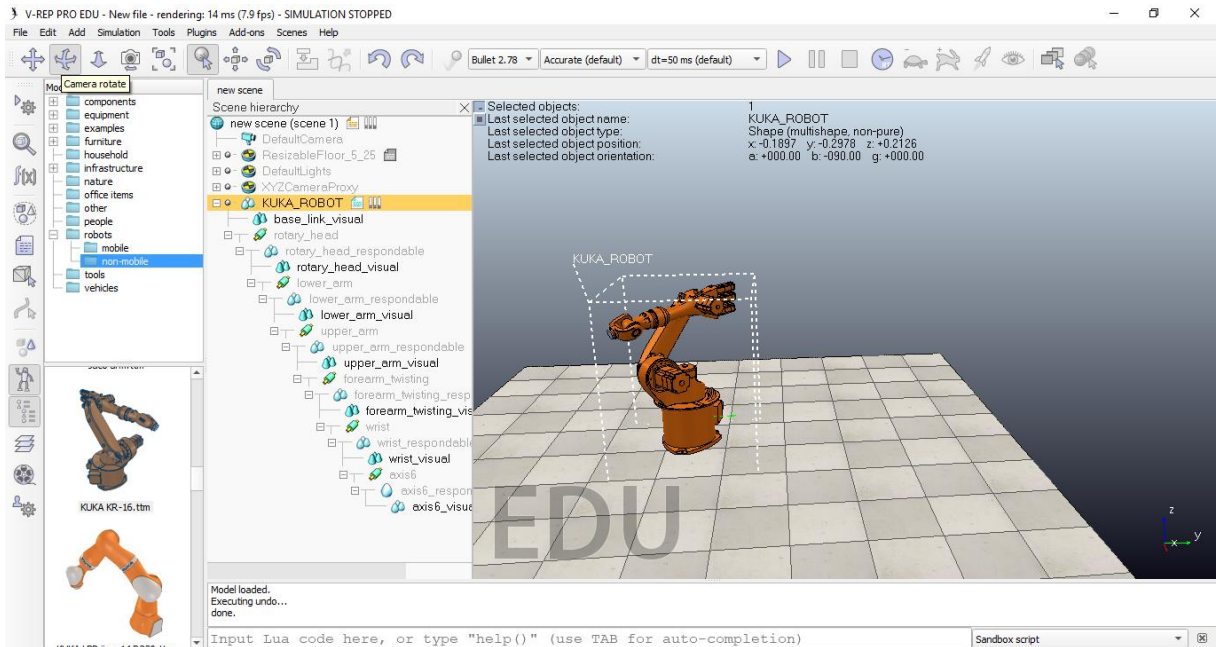 V-REP PRO EDU - New file - rendering: 14 ms (7.9 fps) - SIMULATION STOPPED
File Edit Add Simulation Tools Plugins Add-ons Scenes Help
Bullet 2.78 Accurate (default) dt=50 ms (default)
Camera rotate
components
equipment
examples
furniture
household
infrastructure
nature
office items
other
people
robots
mobile
non-mobile
tools
vehicles
KUKA KR-16.ttm
new scene
Scene hierarchy
new scene (scene 1)
DefaultCamera
ResizableFloor_5_25
DefaultLights
XYZCameraProxy
KUKA_ROBOT
base_link_visual
rotary_head
rotary_head_respondable
rotary_head_visual
lower_arm
lower_arm_respondable
lower_arm_visual
upper_arm
upper_arm_respondable
upper_arm_visual
forearm_twisting
forearm_twisting_resp
forearm_twisting_vis
wrist
wrist_respondabl
wrist_visual
axis6
axis6_respon
axis6_visua
Selected objects: 1
Last selected object name: KUKA_ROBOT
Last selected object type: Shape (multishape, non-pure)
Last selected object position: x: -0.1897 y: -0.2978 z: +0.2126
Last selected object orientation: a: +000.00 b: -090.00 g: +000.00
KUKA_ROBOT
EDU
z
x y
Model loaded.
Executing undo...
done.
Input Lua code here, or type "help()" (use TAB for auto-completion)
Sandbox script